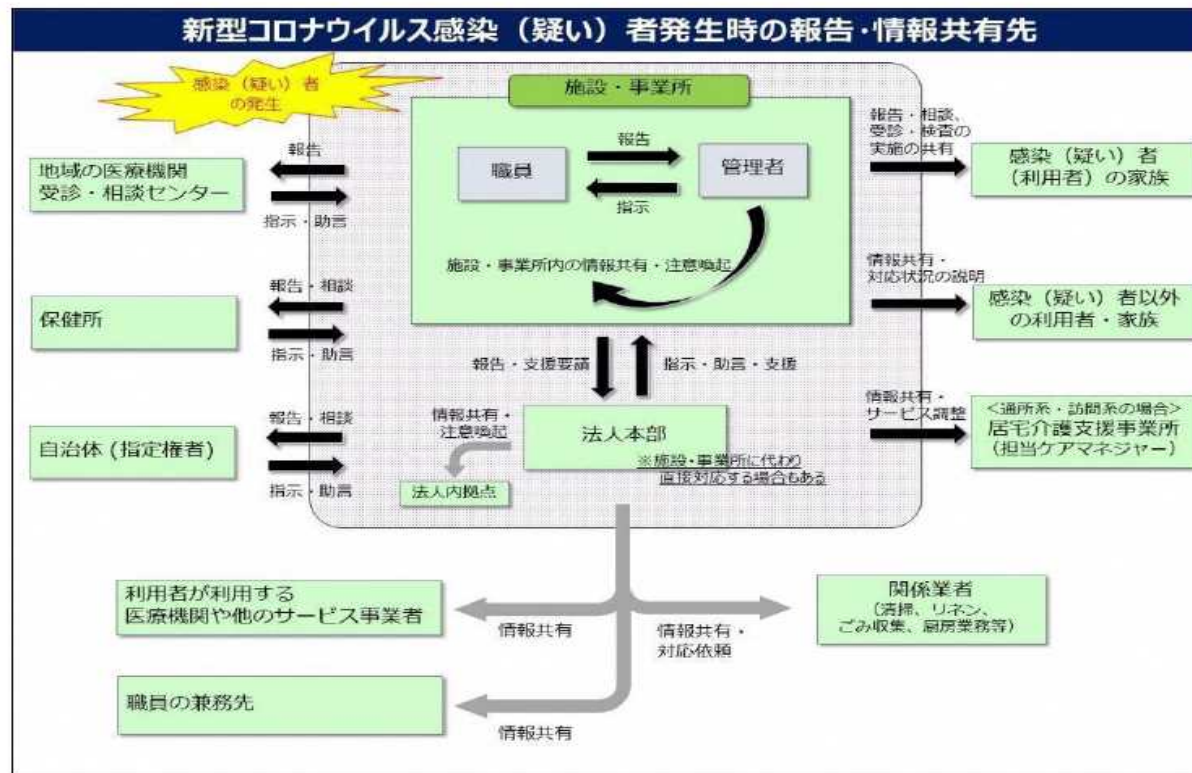 新型コロナウイルス感染（疑い）者発生時の報告・情報共有先
感染（疑い）者
の発生
施設・事業所
職員
報告
管理者
指示
施設・事業所内の情報共有・注意喚起
報告
地域の医療機関
受診・相談センター
指示・助言
報告・相談
保健所
指示・助言
報告・相談
自治体（指定権者）
指示・助言
報告・相談、
受診・検査の
実施の共有
感染（疑い）者
（利用者）の家族
情報共有・
対応状況の説明
感染（疑い）者以外
の利用者・家族
情報共有・
サービス調整
＜通所系・訪問系の場合＞
居宅介護支援事業所
（担当ケアマネジャー）
報告・支援要請
指示・助言・支援
情報共有・
注意喚起
法人本部
※施設・事業所に代わり
直接対応する場合もある
法人内拠点
利用者が利用する
医療機関や他のサービス事業者
情報共有
情報共有・
対応依頼
関係業者
（清掃、リネン、
ごみ収集、厨房業務等）
職員の兼務先
情報共有